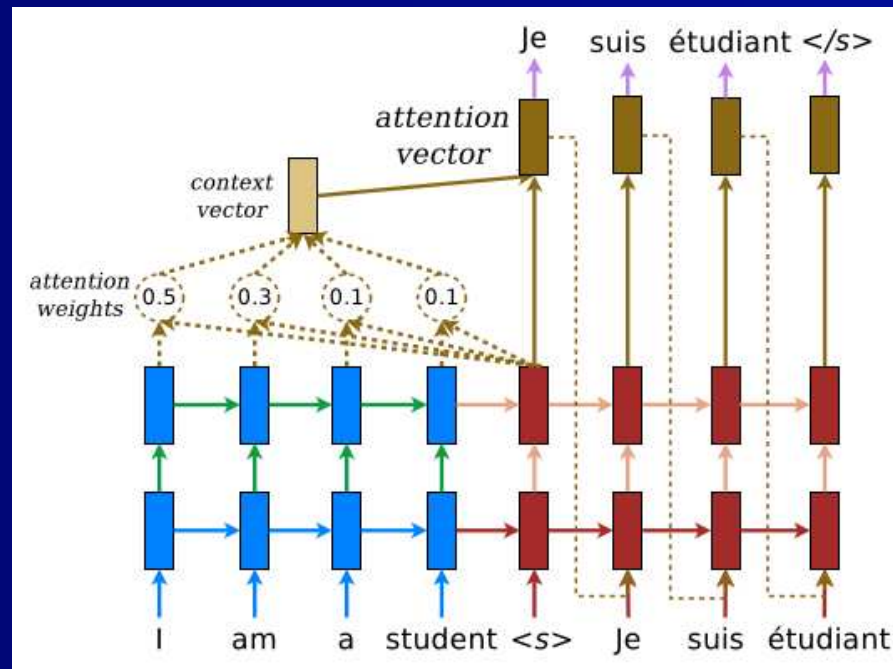 Je suis étudiant </s>
attention
vector
context
vector
attention
weights
0.5 0.3 0.1 0.1
I am a student <s> Je suis étudiant